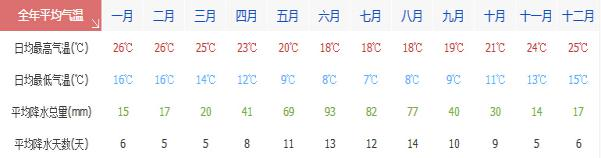 全年平均气温 一月 二月 三月 四月 五月 六月 七月 八月 九月 十月 十一月 十二月
日均最高气温(℃) 26℃ 26℃ 25℃ 23℃ 20℃ 18℃ 18℃ 18℃ 19℃ 21℃ 24℃ 25℃
日均最低气温(℃) 16℃ 16℃ 14℃ 12℃ 9℃ 8℃ 7℃ 8℃ 9℃ 11℃ 13℃ 15℃
平均降水总量(mm) 15 17 20 41 69 93 82 77 40 30 14 17
平均降水天数(天) 6 5 5 8 11 13 12 14 10 9 5 6